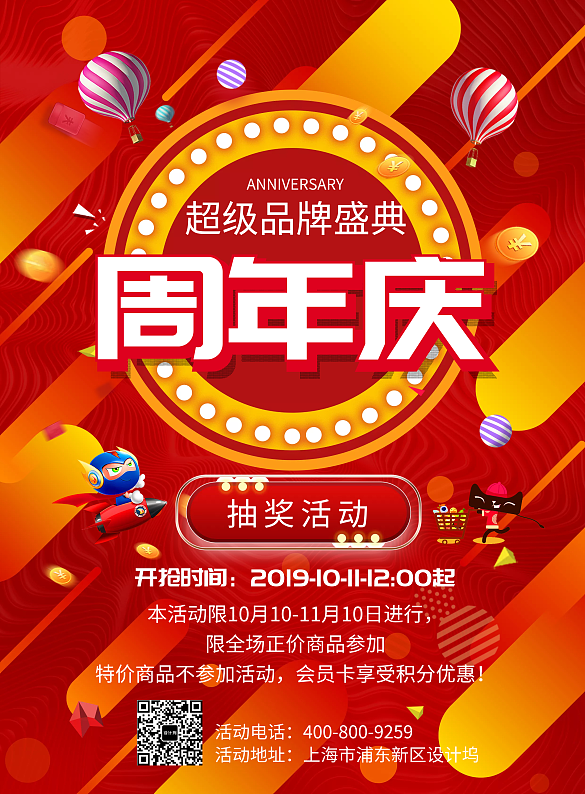 ANNIVERSARY
超级品牌盛典
周年庆
抽奖活动
开抢时间：2019-10-11-12:00起
本活动限10月10-11月10日进行，
限全场正价商品参加
特价商品不参加活动，会员卡享受积分优惠！
活动电话：400-800-9259
活动地址：上海市浦东新区设计坞